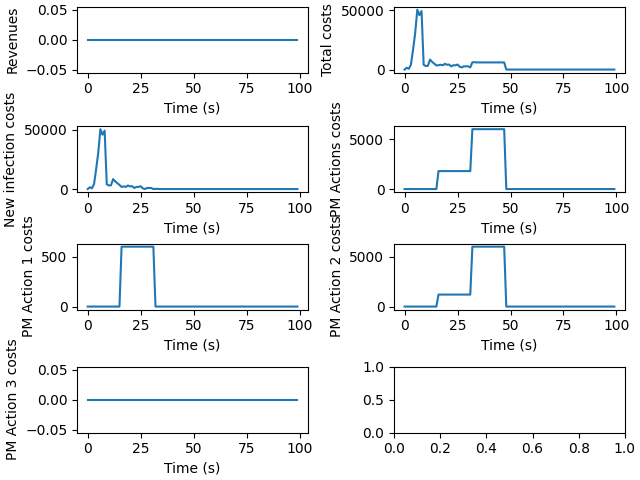 Revenues
0.05
0.00
−0.05
0 25 50 75 100
Time (s)
Total costs
50000
0
0 25 50 75 100
Time (s)
New infection costs
50000
0
0 25 50 75 100
Time (s)
PM Actions costs
5000
0
0 25 50 75 100
Time (s)
PM Action 1 costs
500
0
0 25 50 75 100
Time (s)
PM Action 2 costs
5000
0
0 25 50 75 100
Time (s)
PM Action 3 costs
0.05
0.00
−0.05
0 25 50 75 100
Time (s)
1.0
0.5
0.0
0.0 0.2 0.4 0.6 0.8 1.0